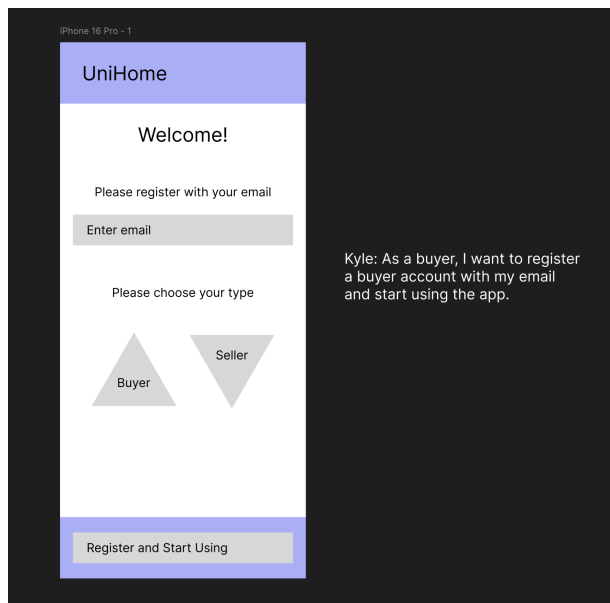 iPhone 16 Pro - 1
UniHome
Welcome!
Please register with your email
Enter email
Kyle: As a buyer, I want to register
a buyer account with my email
and start using the app.
Please choose your type
Seller
Buyer
Register and Start Using